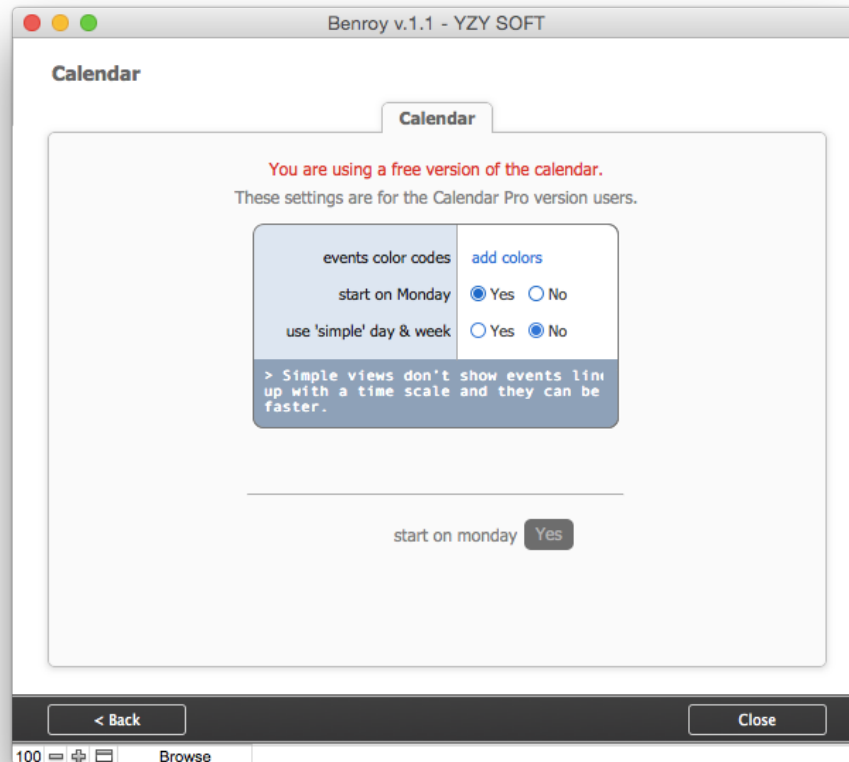 Benroy v.1.1 - YZY SOFT
Calendar
Calendar
You are using a free version of the calendar.
These settings are for the Calendar Pro version users.
events color codes add colors
start on Monday Yes No
use 'simple' day & week Yes No
> Simple views don't show events
up with a time scale and they can be
faster.
start on monday Yes
< Back Close
100 Browse